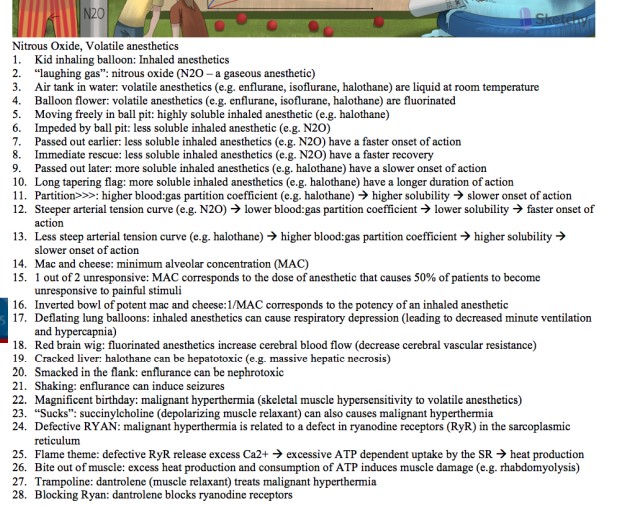 N2O
Sketchy
Nitrous Oxide, Volatile anesthetics
1. Kid inhaling balloon: Inhaled anesthetics
2. “laughing gas”: nitrous oxide (N2O – a gaseous anesthetic)
3. Air tank in water: volatile anesthetics (e.g. enflurane, isoflurane, halothane) are liquid at room temperature
4. Balloon flower: volatile anesthetics (e.g. enflurane, isoflurane, halothane) are fluorinated
5. Moving freely in ball pit: highly soluble inhaled anesthetic (e.g. halothane)
6. Impeded by ball pit: less soluble inhaled anesthetic (e.g. N2O)
7. Passed out earlier: less soluble inhaled anesthetics (e.g. N2O) have a faster onset of action
8. Immediate rescue: less soluble inhaled anesthetics (e.g. N2O) have a faster recovery
9. Passed out later: more soluble inhaled anesthetics (e.g. halothane) have a slower onset of action
10. Long tapering flag: more soluble inhaled anesthetics (e.g. halothane) have a longer duration of action
11. Partition>>>: higher blood:gas partition coefficient (e.g. halothane) → higher solubility → slower onset of action
12. Steeper arterial tension curve (e.g. N2O) → lower blood:gas partition coefficient → lower solubility → faster onset of
action
13. Less steep arterial tension curve (e.g. halothane) → higher blood:gas partition coefficient → higher solubility →
slower onset of action
14. Mac and cheese: minimum alveolar concentration (MAC)
15. 1 out of 2 unresponsive: MAC corresponds to the dose of anesthetic that causes 50% of patients to become
unresponsive to painful stimuli
16. Inverted bowl of potent mac and cheese:1/MAC corresponds to the potency of an inhaled anesthetic
17. Deflating lung balloons: inhaled anesthetics can cause respiratory depression (leading to decreased minute ventilation
and hypercapnia)
18. Red brain wig: fluorinated anesthetics increase cerebral blood flow (decrease cerebral vascular resistance)
19. Cracked liver: halothane can be hepatotoxic (e.g. massive hepatic necrosis)
20. Smacked in the flank: enflurance can be nephrotoxic
21. Shaking: enflurance can induce seizures
22. Magnificent birthday: malignant hyperthermia (skeletal muscle hypersensitivity to volatile anesthetics)
23. “Sucks”: succinylcholine (depolarizing muscle relaxant) can also causes malignant hyperthermia
24. Defective RYAN: malignant hyperthermia is related to a defect in ryanodine receptors (RyR) in the sarcoplasmic
reticulum
25. Flame theme: defective RyR release excess Ca2+ → excessive ATP dependent uptake by the SR → heat production
26. Bite out of muscle: excess heat production and consumption of ATP induces muscle damage (e.g. rhabdomyolysis)
27. Trampoline: dantrolene (muscle relaxant) treats malignant hyperthermia
28. Blocking Ryan: dantrolene blocks ryanodine receptors